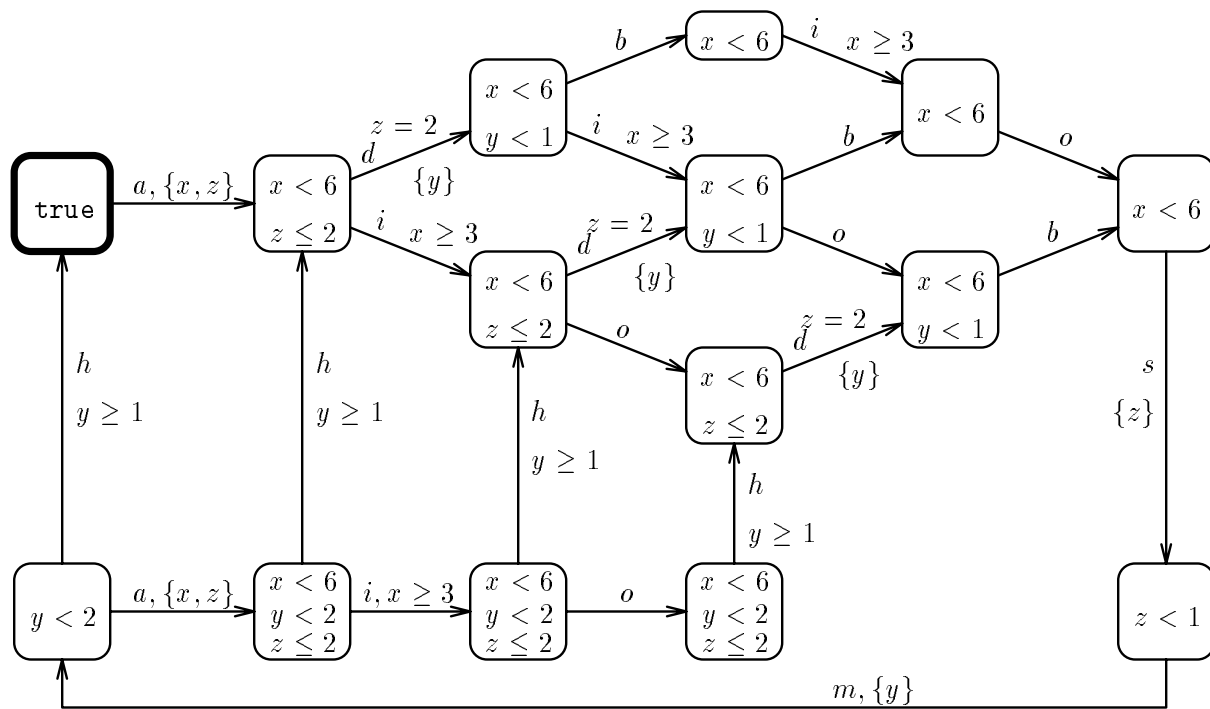 b
x < 6
i
x ≥ 3
x < 6
y < 1
z = 2
d
{y}
i
x ≥ 3
x < 6
b
o
true
a, {x, z}
x < 6
z ≤ 2
i
x ≥ 3
x < 6
y < 1
x < 6
z = 2
d
{y}
o
b
x < 6
z ≤ 2
x < 6
y < 1
o
z = 2
d
{y}
x < 6
z ≤ 2
h
y ≥ 1
h
y ≥ 1
h
y ≥ 1
h
y ≥ 1
s
{z}
y < 2
a, {x, z}
x < 6
y < 2
z ≤ 2
i, x ≥ 3
x < 6
y < 2
z ≤ 2
o
x < 6
y < 2
z ≤ 2
z < 1
m, {y}